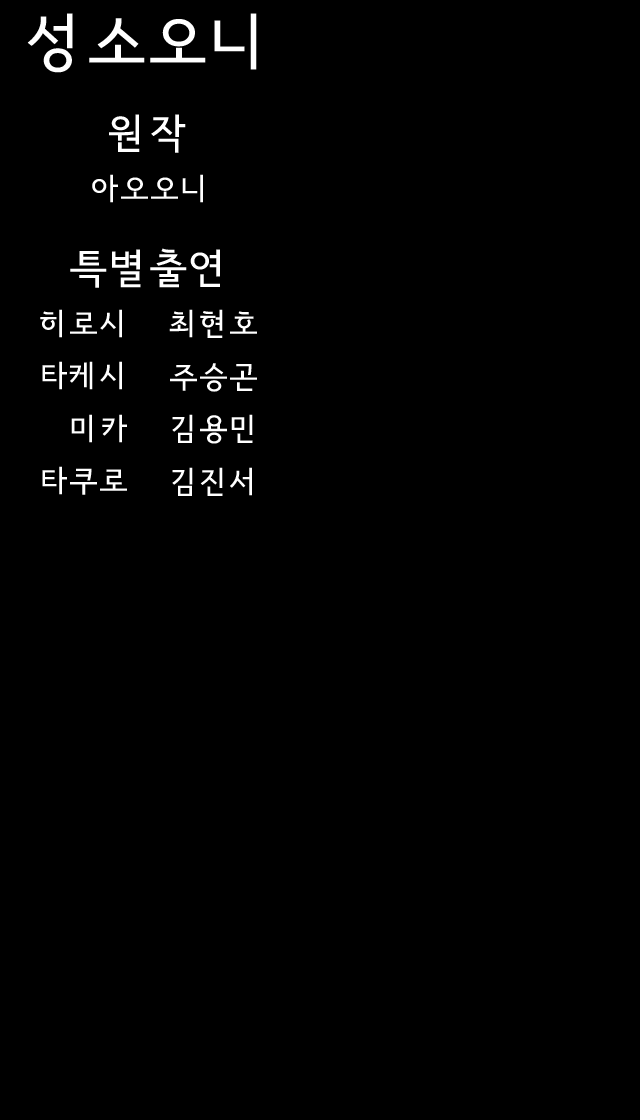 성소오니
원작
아오오니
특별출연
히로시 최현호
타케시 주승곤
미카 김용민
타쿠로 김진서